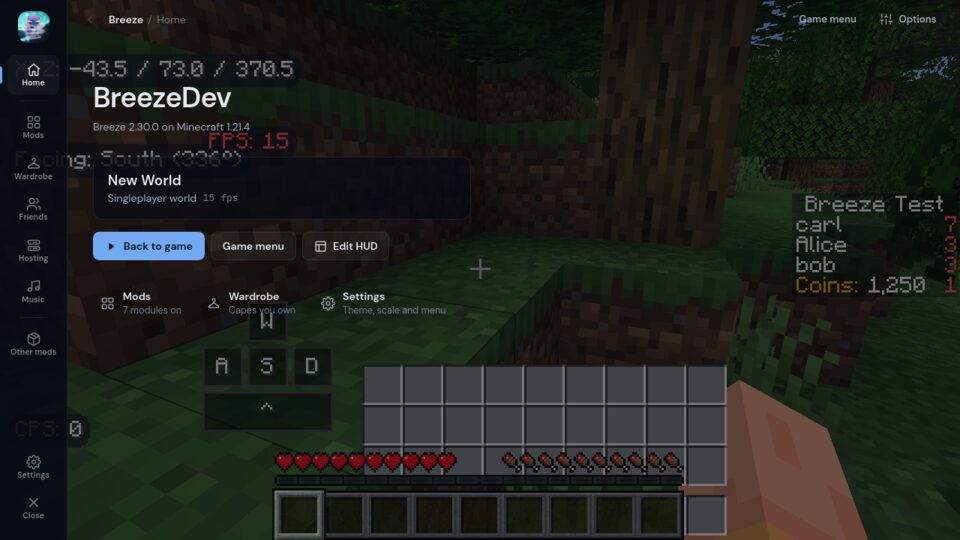 Breeze / Home
Game menu
Options
XYZ: -43.5 / 73.0 / 370.5
Home
BreezeDev
Breeze 2.30.0 on Minecraft 1.21.4
FPS: 15
Mods
Facing: South (336°)
Wardrobe
New World
Singleplayer world 15 fps
Friends
Breeze Test
carl 7
Alice 3
bob 3
Coins: 1,250 1
Hosting
Back to game
Game menu
Edit HUD
Music
Mods
7 modules on
Wardrobe
Capes you own
Settings
Theme, scale and menu
W
Other mods
A S D
^
CPS: 0
Settings
Close